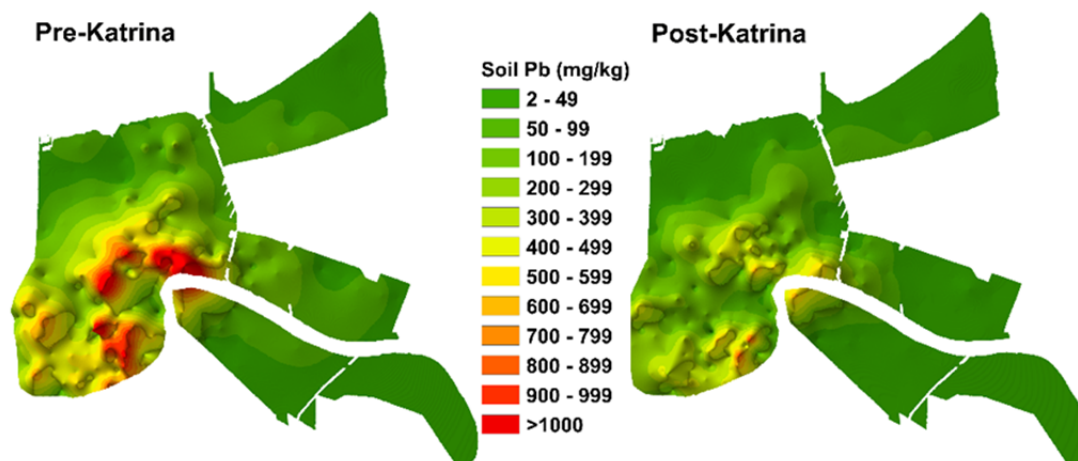 Pre-Katrina
Post-Katrina
Soil Pb (mg/kg)
2 - 49
50 - 99
100 - 199
200 - 299
300 - 399
400 - 499
500 - 599
600 - 699
700 - 799
800 - 899
900 - 999
>1000